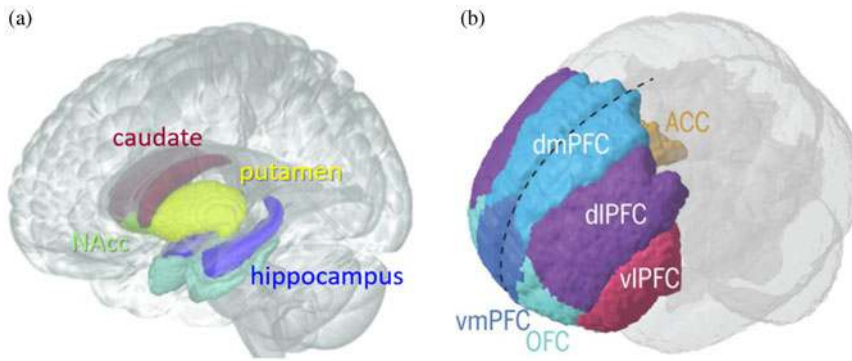 (a)
caudate
putamen
NAcc
hippocampus
(b)
ACC
dmPFC
dlPFC
vlPFC
vmPFC
OFC